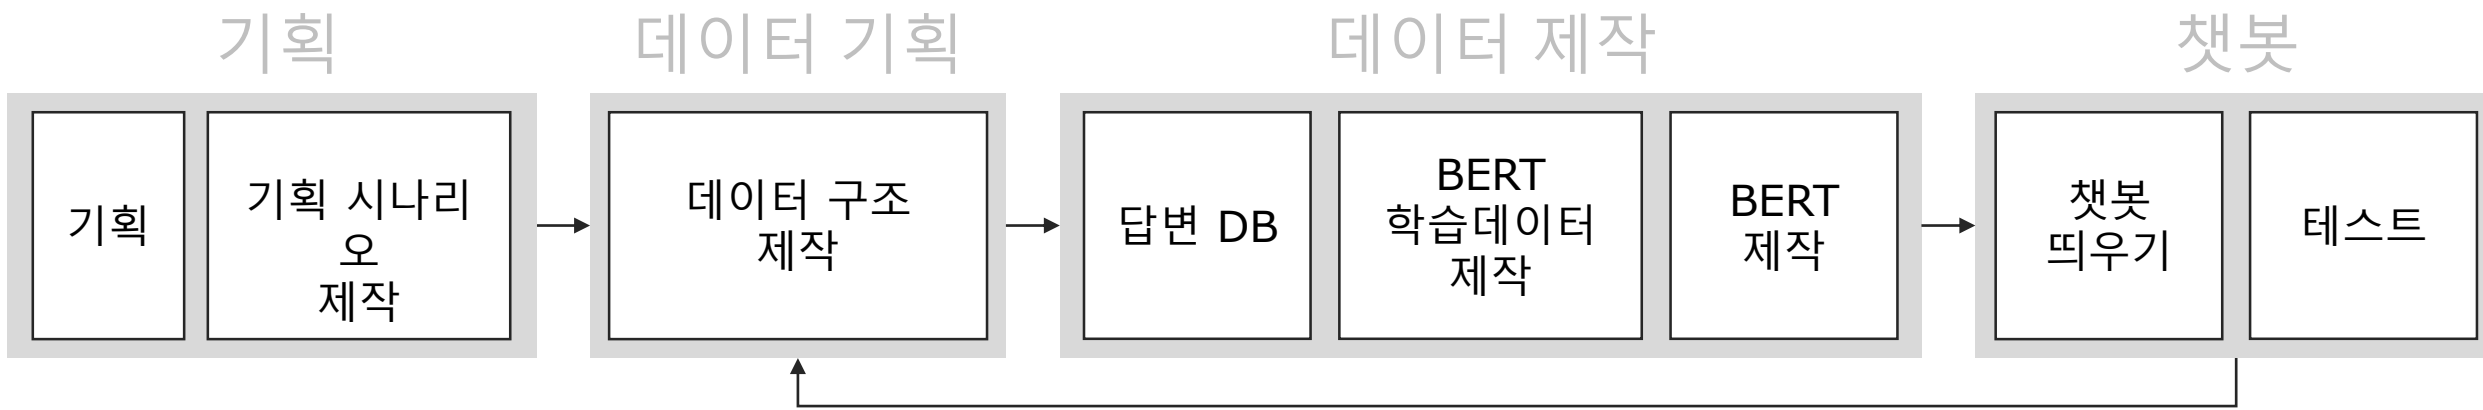 기획
데이터 기획
데이터 제작
챗봇
기획
기획 시나리
오
제작
데이터 구조
제작
답변 DB
BERT
학습데이터
제작
BERT
제작
챗봇
띄우기
테스트